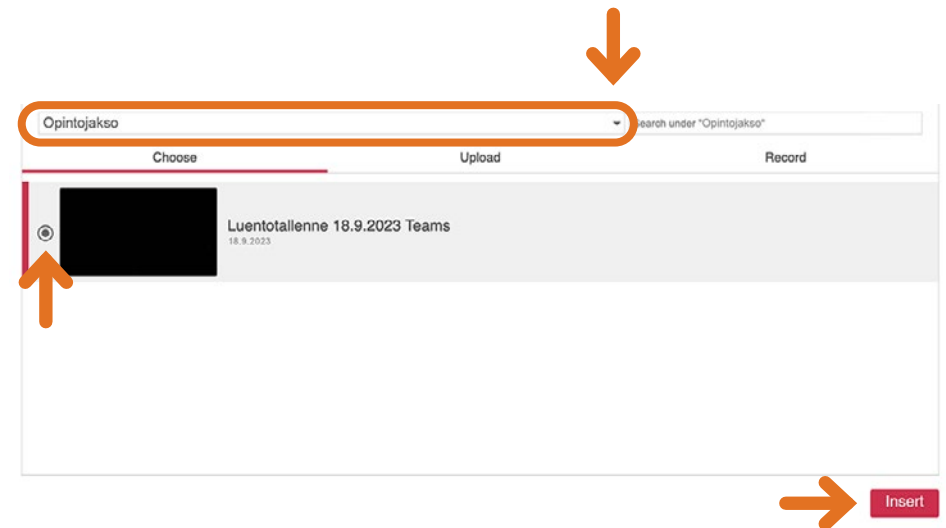 Opintojakso
Search under "Opintojakso"
Choose
Upload
Record
Luentotallenne 18.9.2023 Teams
18.9.2023
Insert